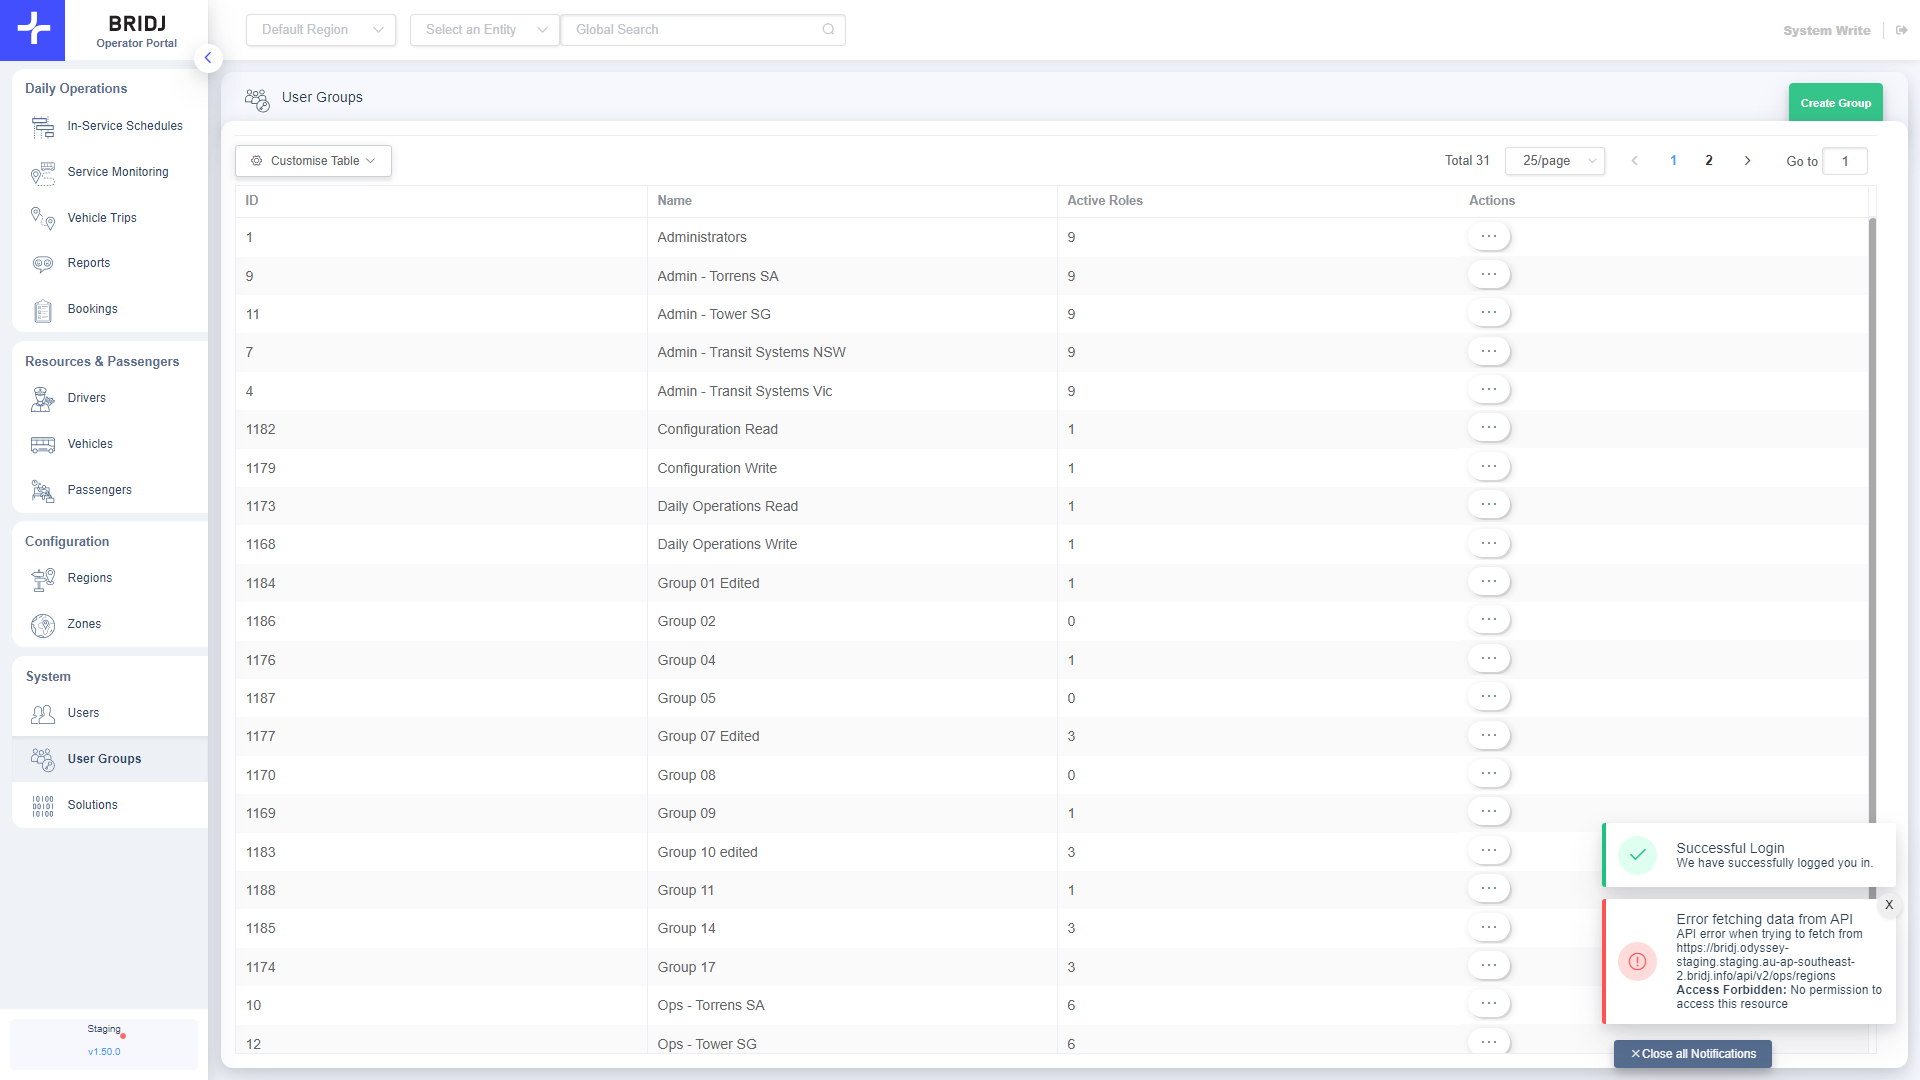 BRIDJ
Operator Portal
Default Region
Select an Entity
Global Search
System Write
Daily Operations
In-Service Schedules
Service Monitoring
Vehicle Trips
Reports
Bookings
Resources & Passengers
Drivers
Vehicles
Passengers
Configuration
Regions
Zones
System
Users
User Groups
Solutions
Staging
v1.50.0
User Groups
Create Group
Customise Table
Total 31
25/page
1
2
Go to
1
ID Name Active Roles Actions
1 Administrators 9 ...
9 Admin - Torrens SA 9 ...
11 Admin - Tower SG 9 ...
7 Admin - Transit Systems NSW 9 ...
4 Admin - Transit Systems Vic 9 ...
1182 Configuration Read 1 ...
1179 Configuration Write 1 ...
1173 Daily Operations Read 1 ...
1168 Daily Operations Write 1 ...
1184 Group 01 Edited 1 ...
1186 Group 02 0 ...
1176 Group 04 1 ...
1187 Group 05 0 ...
1177 Group 07 Edited 3 ...
1170 Group 08 0 ...
1169 Group 09 1 ...
1183 Group 10 edited 3 ...
1188 Group 11 1 ...
1185 Group 14 3 ...
1174 Group 17 3 ...
10 Ops - Torrens SA 6 ...
12 Ops - Tower SG 6 ...
Successful Login
We have successfully logged you in.
X
Error fetching data from API
API error when trying to fetch from
https://bridj.odyssey-
staging.staging.au-ap-southeast-
2.bridj.info/api/v2/ops/regions
Access Forbidden: No permission to
access this resource
×Close all Notifications